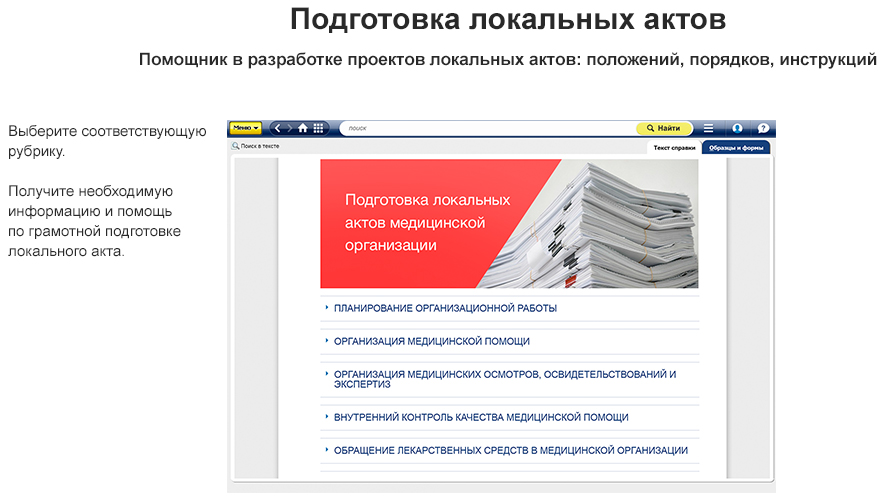 Подготовка локальных актов
Помощник в разработке проектов локальных актов: положений, порядков, инструкций
Выберите соответствующую
рубрику.
Получите необходимую
информацию и помощь
по грамотной подготовке
локального акта.
Меню
поиск
Найти
?
Поиск в тексте
Текст справки
Образцы и формы
Подготовка локальных
актов медицинской
организации
ПЛАНИРОВАНИЕ ОРГАНИЗАЦИОННОЙ РАБОТЫ
ОРГАНИЗАЦИЯ МЕДИЦИНСКОЙ ПОМОЩИ
ОРГАНИЗАЦИЯ МЕДИЦИНСКИХ ОСМОТРОВ, ОСВИДЕТЕЛЬСТВОВАНИЙ И
ЭКСПЕРТИЗ
ВНУТРЕННИЙ КОНТРОЛЬ КАЧЕСТВА МЕДИЦИНСКОЙ ПОМОЩИ
ОБРАЩЕНИЕ ЛЕКАРСТВЕННЫХ СРЕДСТВ В МЕДИЦИНСКОЙ ОРГАНИЗАЦИИ